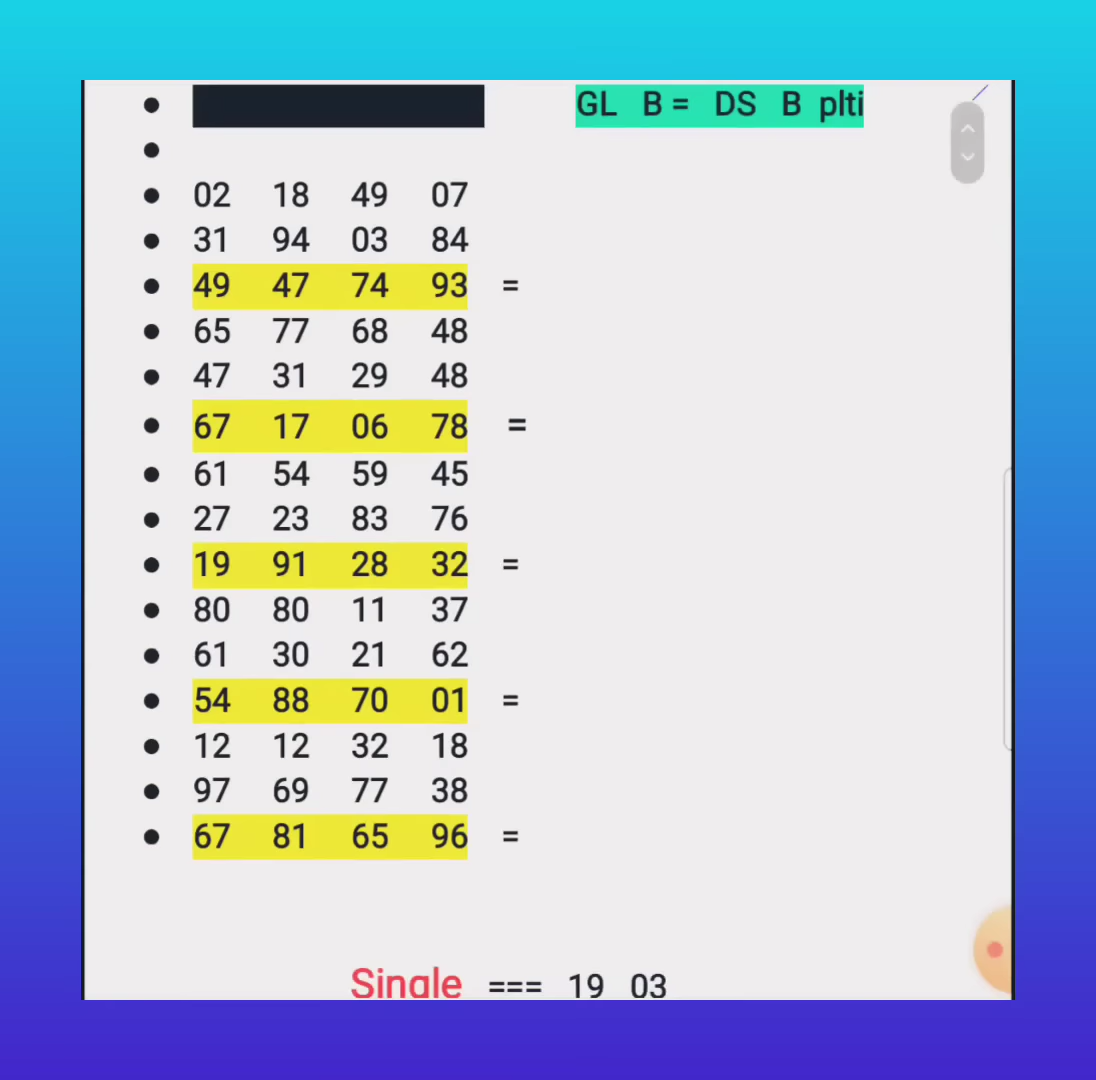 GL B = DS B plti
02 18 49 07
31 94 03 84
49 47 74 93 =
65 77 68 48
47 31 29 48
67 17 06 78 =
61 54 59 45
27 23 83 76
19 91 28 32 =
80 80 11 37
61 30 21 62
54 88 70 01 =
12 12 32 18
97 69 77 38
67 81 65 96 =
Single === 19 03